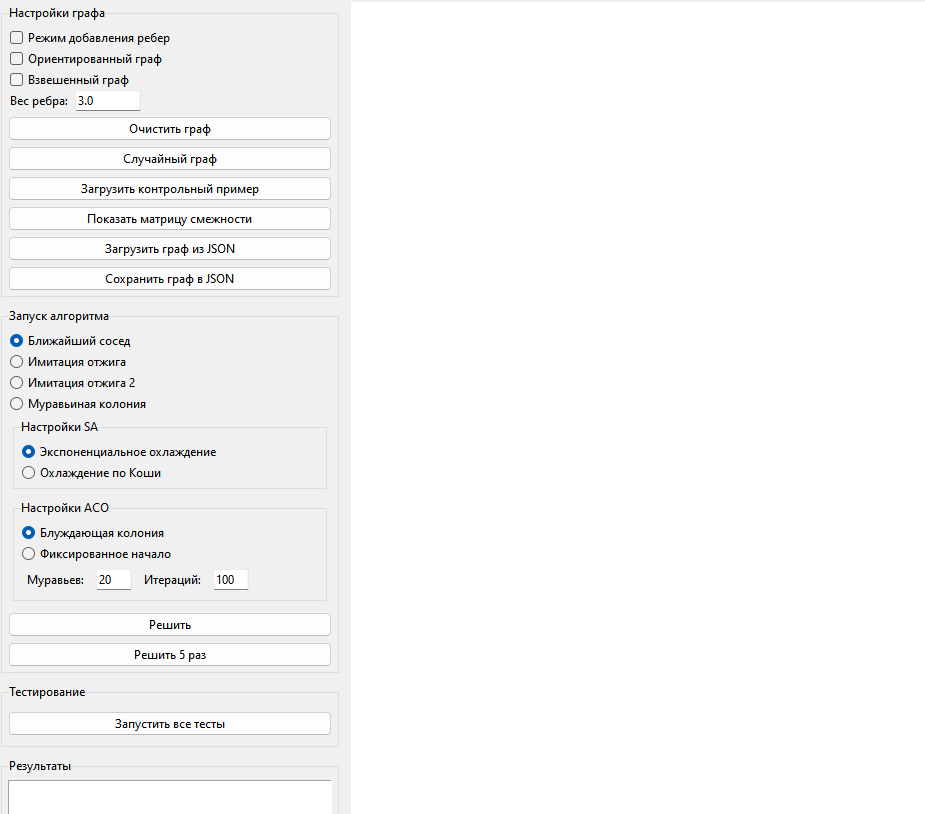 Настройки графа
Режим добавления ребер
Ориентированный граф
Взвешенный граф
Вес ребра: 3.0
Очистить граф
Случайный граф
Загрузить контрольный пример
Показать матрицу смежности
Загрузить граф из JSON
Сохранить граф в JSON
Запуск алгоритма
Ближайший сосед
Имитация отжига
Имитация отжига 2
Муравьиная колония
Настройки SA
Экспоненциальное охлаждение
Охлаждение по Коши
Настройки ACO
Блуждающая колония
Фиксированное начало
Муравьев: 20 Итераций: 100
Решить
Решить 5 раз
Тестирование
Запустить все тесты
Результаты